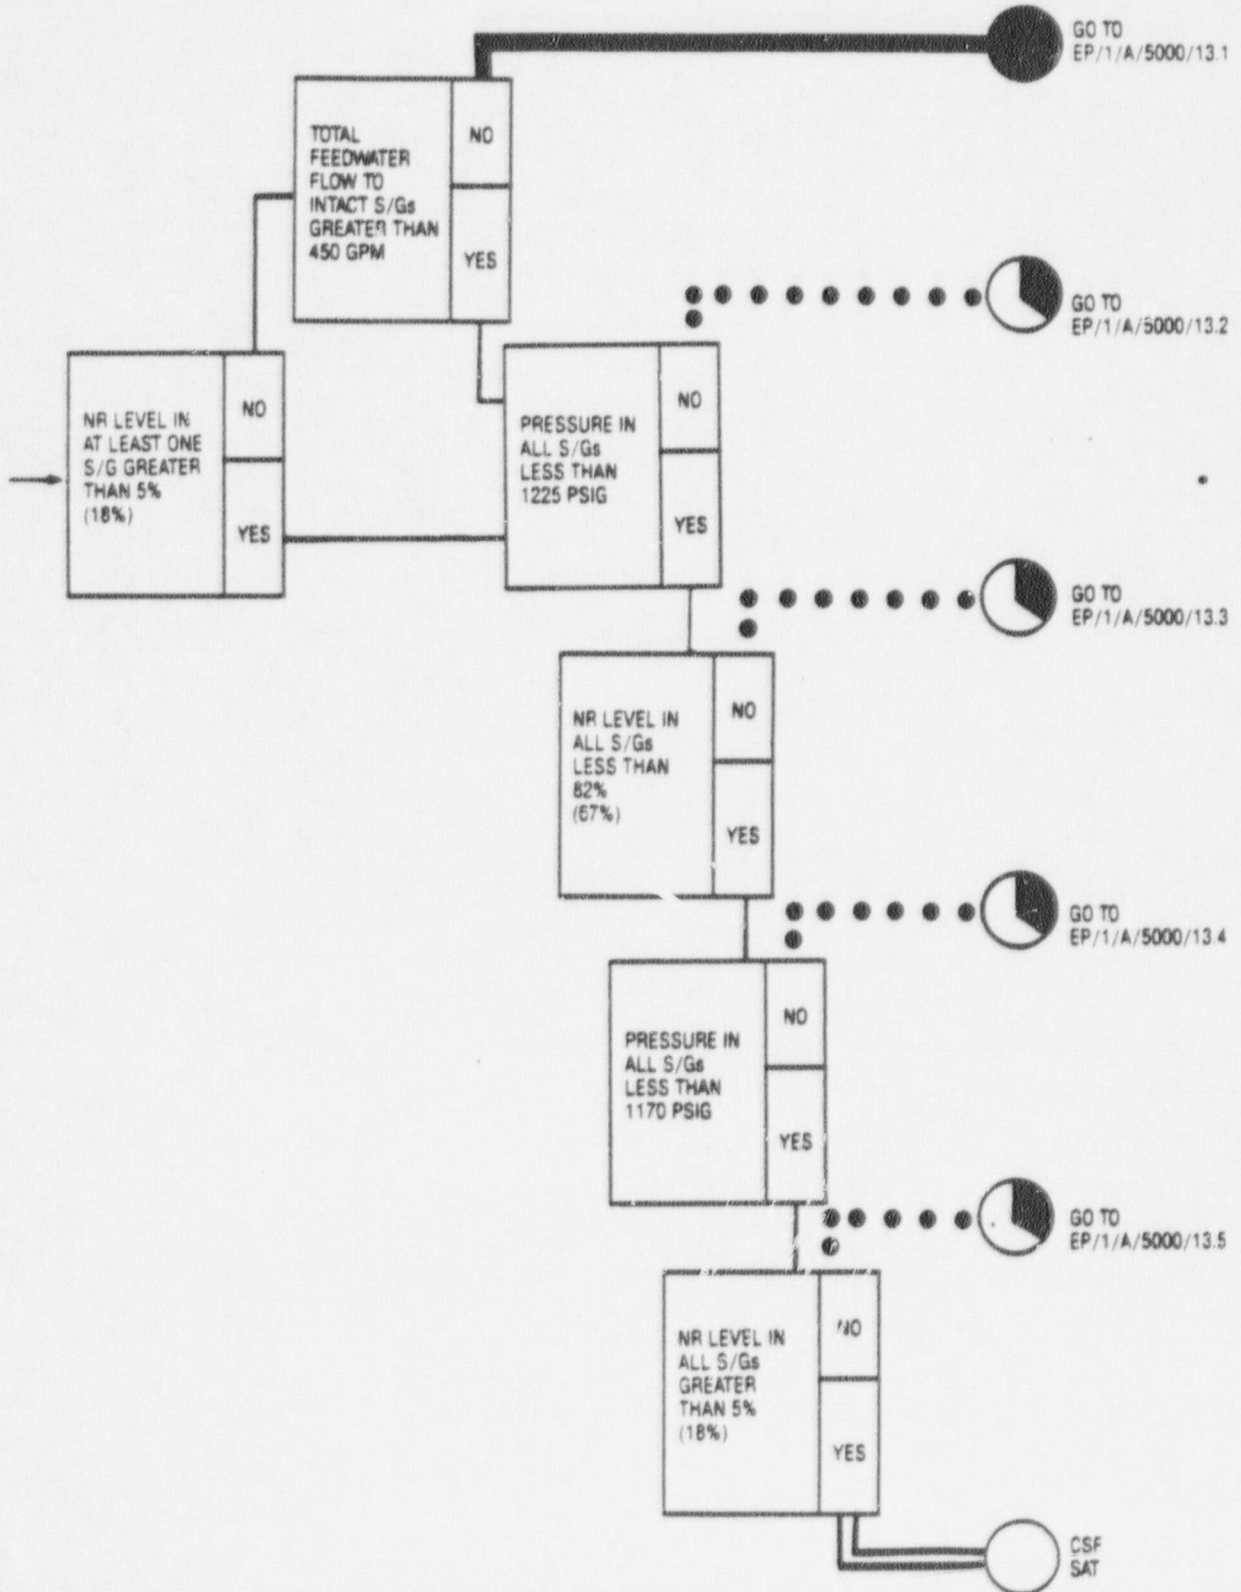 GO TO
EP/1/A/5000/13.1
TOTAL
FEEDWATER
FLOW TO
INTACT S/Gs
GREATER THAN
450 GPM
NO
YES
GO TO
EP/1/A/5000/13.2
NR LEVEL IN
AT LEAST ONE
S/G GREATER
THAN 5%
(18%)
NO
YES
PRESSURE IN
ALL S/Gs
LESS THAN
1225 PSIG
NO
YES
GO TO
EP/1/A/5000/13.3
NR LEVEL IN
ALL S/Gs
LESS THAN
82%
(67%)
NO
YES
GO TO
EP/1/A/5000/13.4
PRESSURE IN
ALL S/Gs
LESS THAN
1170 PSIG
NO
YES
GO TO
EP/1/A/5000/13.5
NR LEVEL IN
ALL S/Gs
GREATER
THAN 5%
(18%)
NO
YES
CSF
SAT